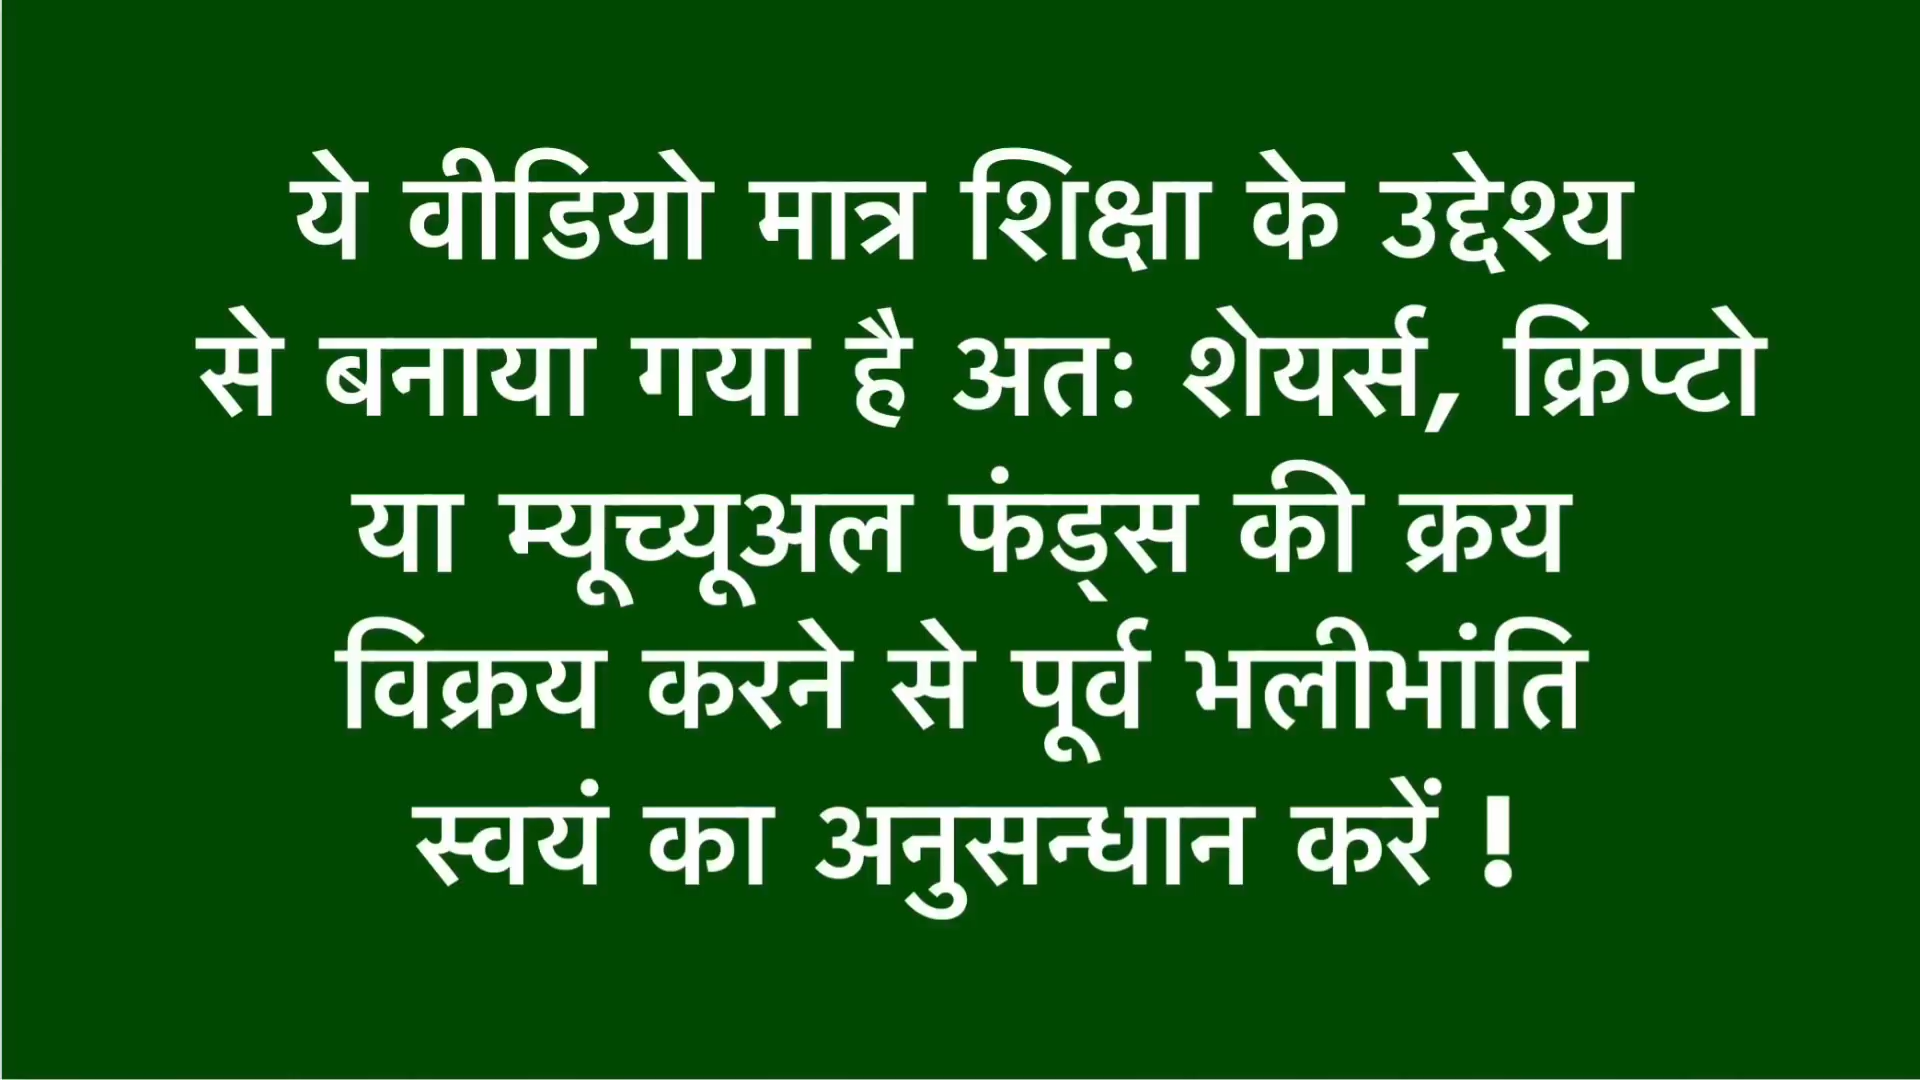 ये वीडियो मात्र शिक्षा के उद्देश्य
से बनाया गया है अतः शेयर्स, क्रिप्टो
या म्यूच्यूअल फंड्स की क्रय
विक्रय करने से पूर्व भलीभांति
स्वयं का अनुसन्धान करें !